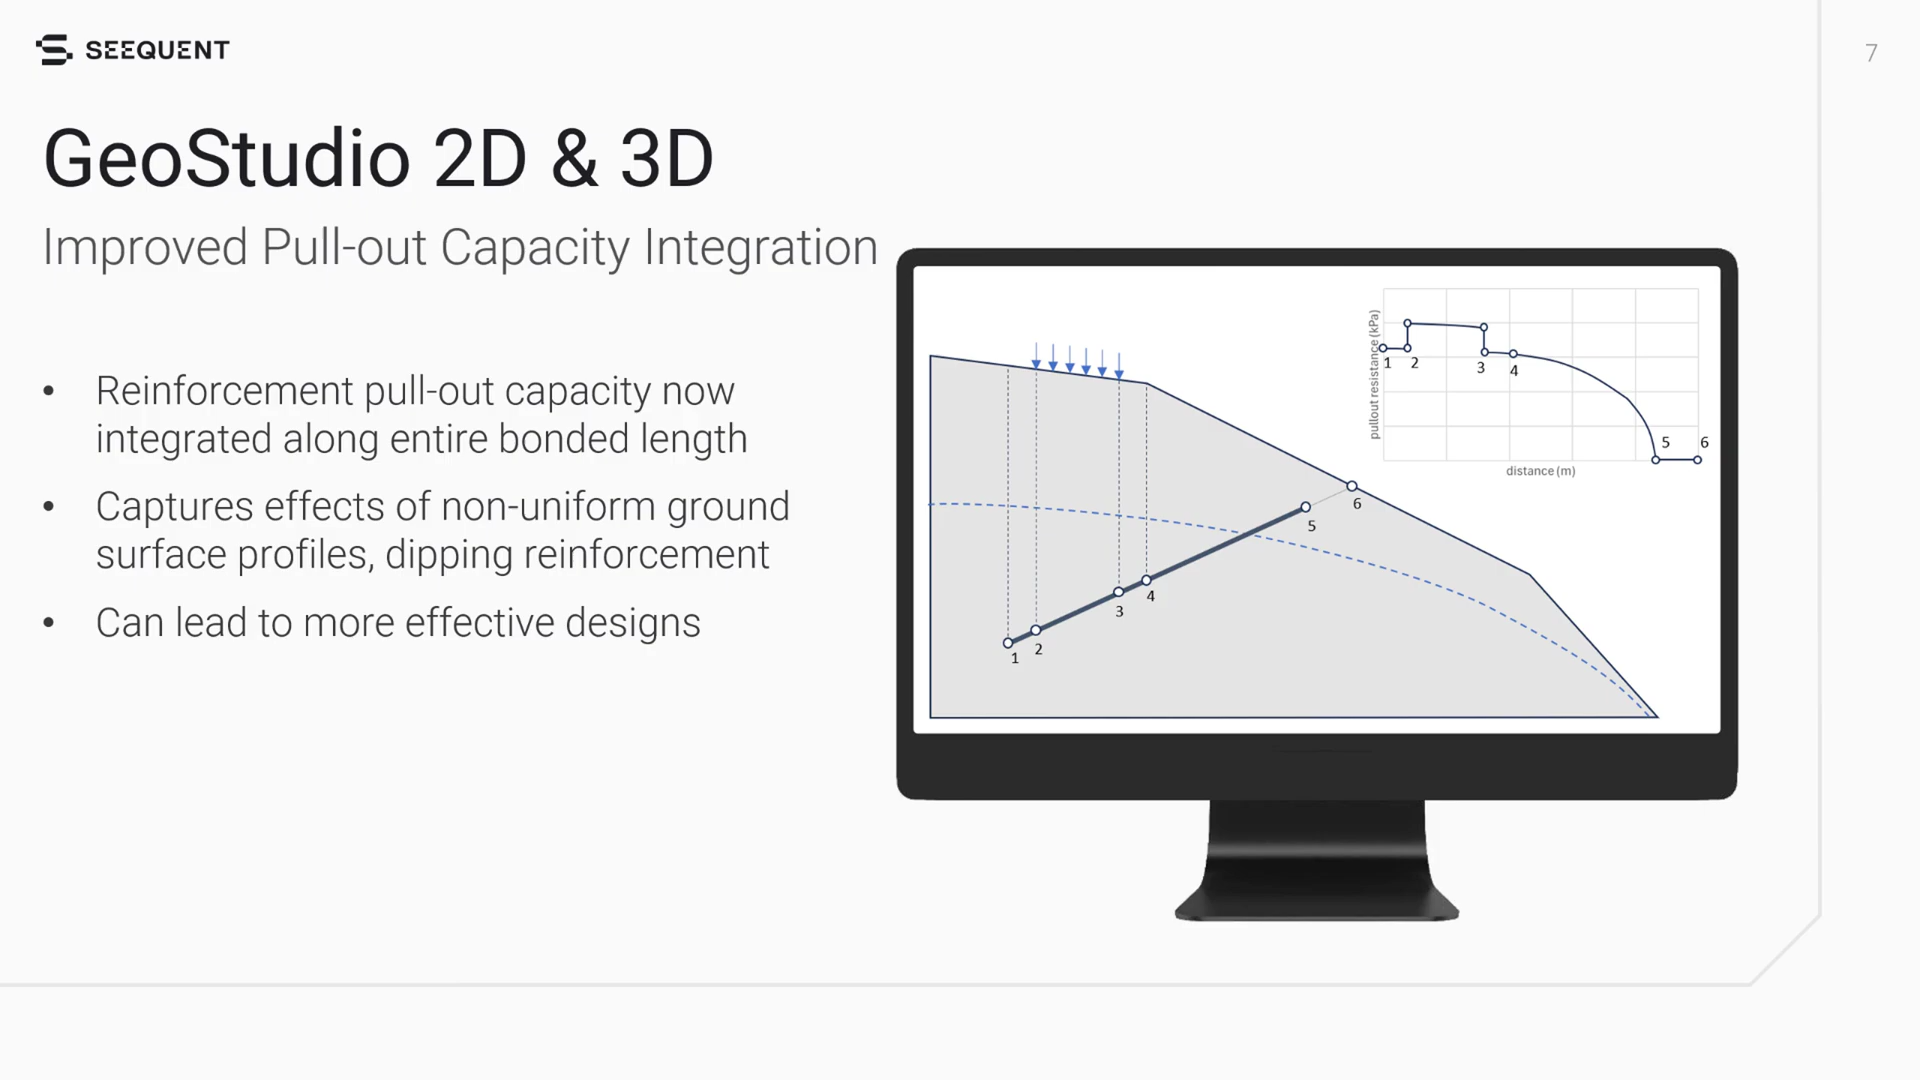 SEEQUENT
7
GeoStudio 2D & 3D
Improved Pull-out Capacity Integration
• Reinforcement pull-out capacity now
integrated along entire bonded length
• Captures effects of non-uniform ground
surface profiles, dipping reinforcement
• Can lead to more effective designs
pullout resistance (kPa)
1
2
3
4
5
6
distance (m)
6
5
4
3
2
1